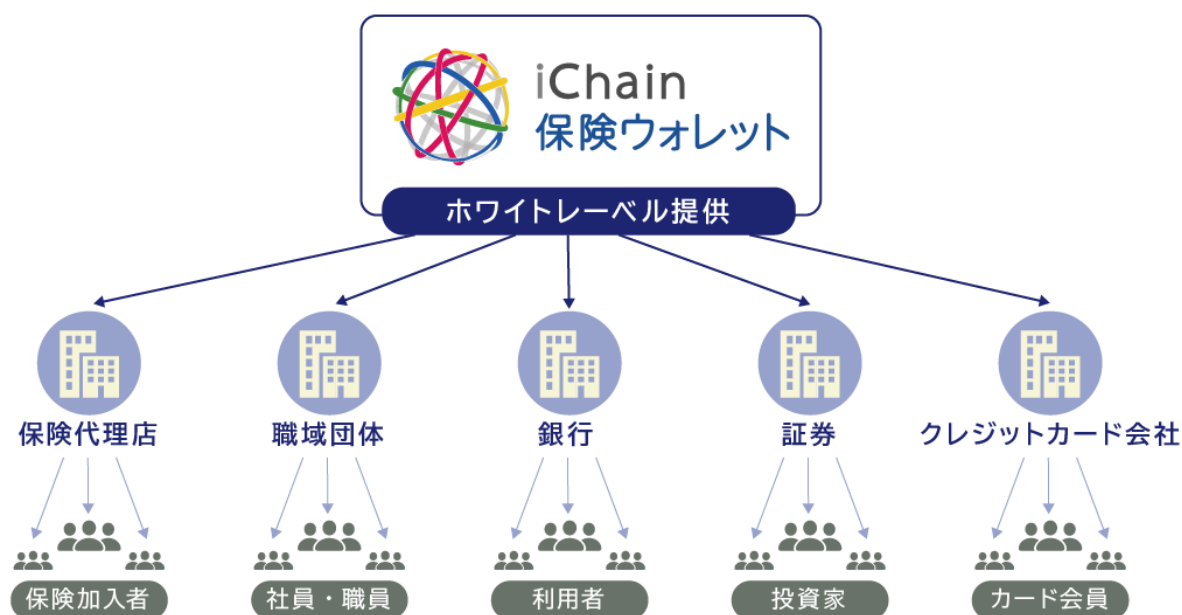 iChain
保険ウォレット
ホワイトレーベル提供
保険代理店
職域団体
銀行
証券
クレジットカード会社
保険加入者
社員・職員
利用者
投資家
カード会員